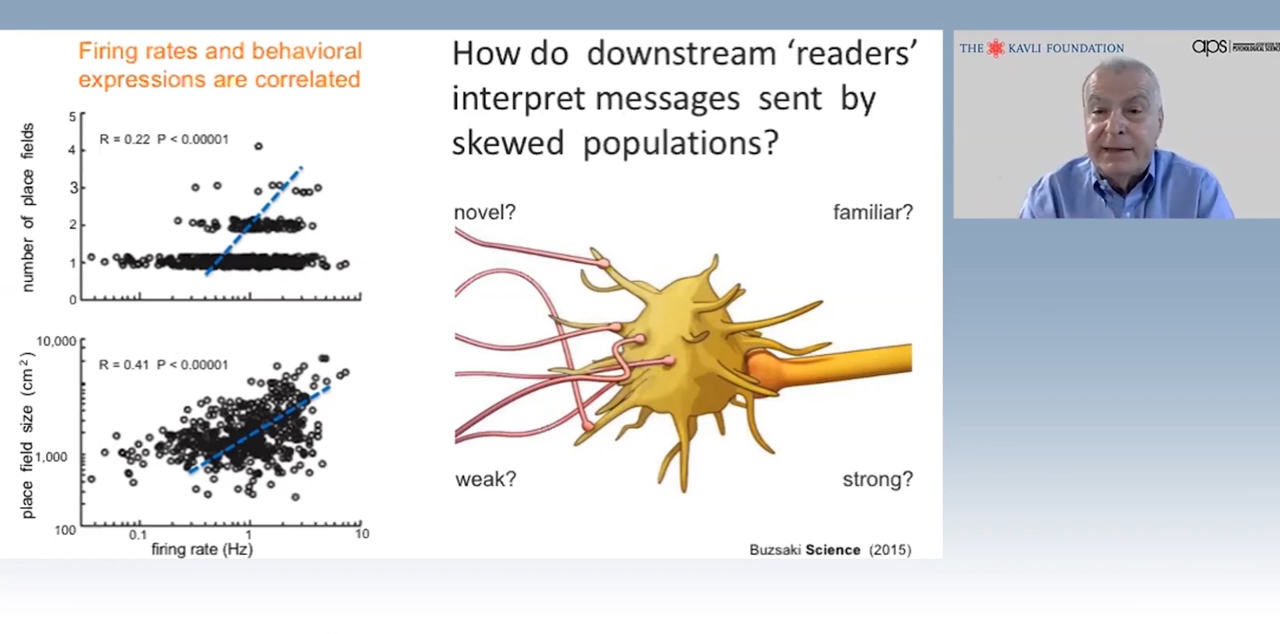 Firing rates and behavioral
expressions are correlated
How do downstream ‘readers’
interpret messages sent by
skewed populations?
THE KAVLI FOUNDATION
aps
number of place fields
5
4
3
2
1
0
R = 0.22 P < 0.00001
novel?
familiar?
weak?
strong?
place field size (cm²)
10,000
1,000
100
R = 0.41 P < 0.00001
0.1
1
10
firing rate (Hz)
Buzsaki Science (2015)